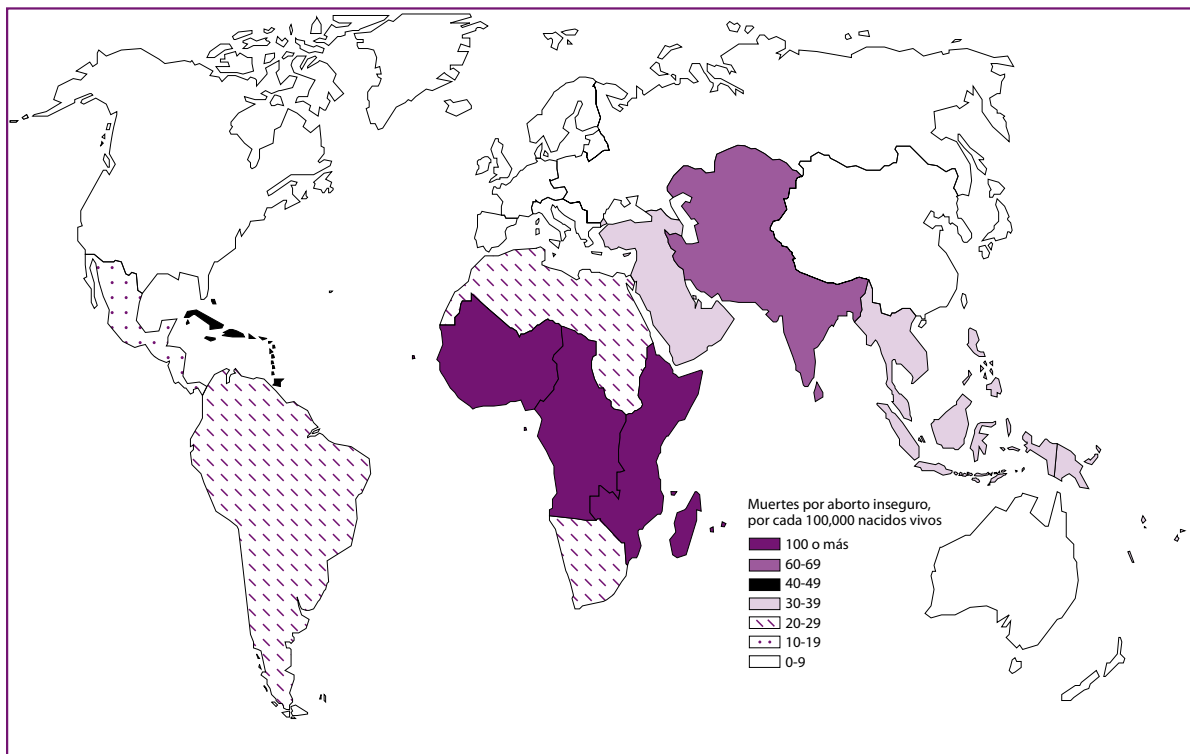 Muertes por aborto inseguro,
por cada 100,000 nacidos vivos
100 o más
60-69
40-49
30-39
20-29
10-19
0-9